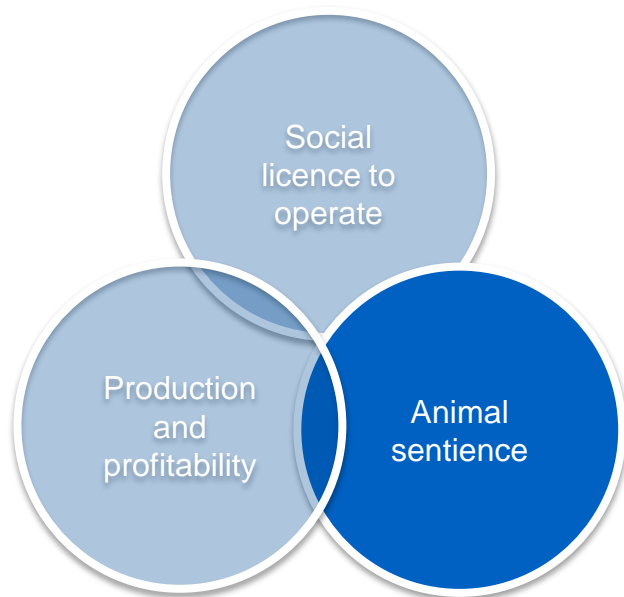 Social
licence to
operate
Production
and
profitability
Animal
sentience